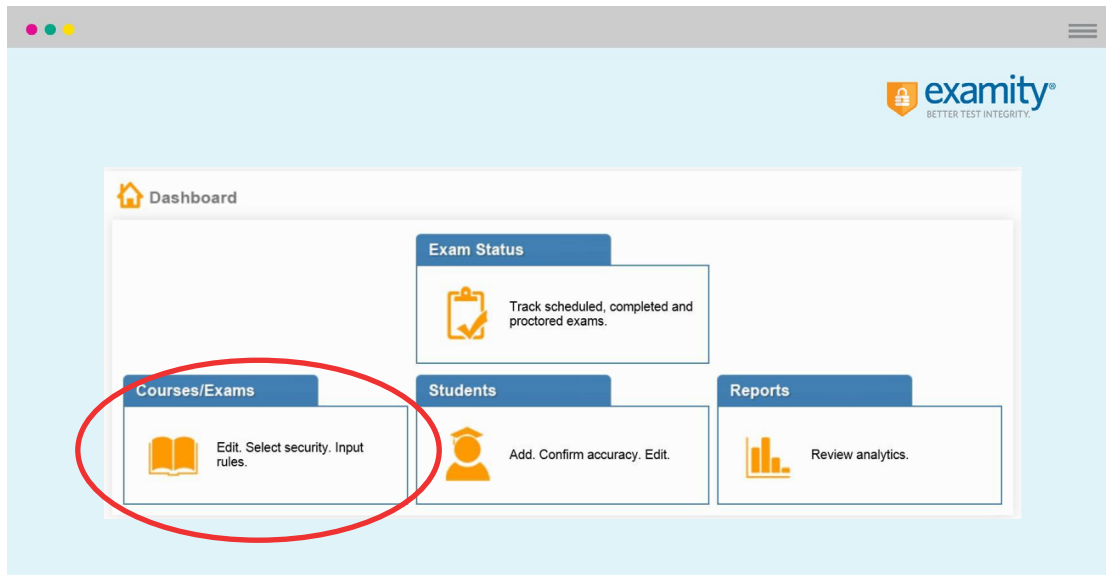 examity®
BETTER TEST INTEGRITY.
Dashboard
Exam Status
Track scheduled, completed and
proctored exams.
Courses/Exams
Edit. Select security. Input
rules.
Students
Add. Confirm accuracy. Edit.
Reports
Review analytics.